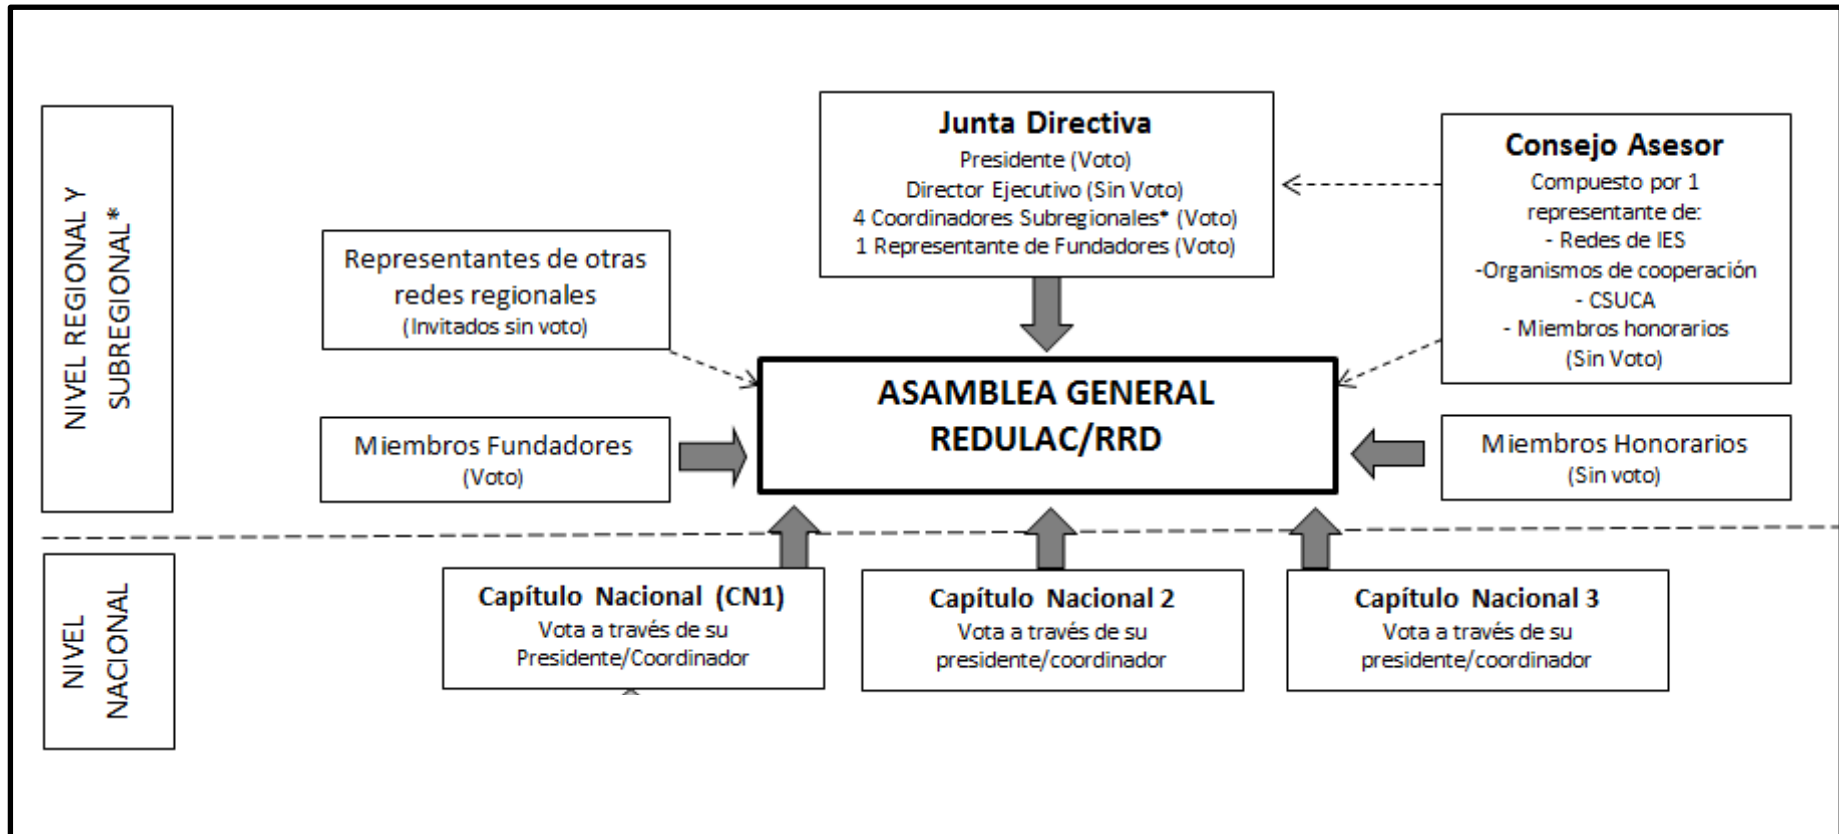 NIVEL REGIONAL Y
SUBREGIONAL*
Junta Directiva
Presidente (Voto)
Director Ejecutivo (Sin Voto)
4 Coordinadores Subregionales* (Voto)
1 Representante de Fundadores (Voto)
Consejo Asesor
Compuesto por 1
representante de:
- Redes de IES
-Organismos de cooperación
- CSUCA
- Miembros honorarios
(Sin Voto)
Representantes de otras
redes regionales
(Invitados sin voto)
ASAMBLEA GENERAL
REDULAC/RRD
Miembros Fundadores
(Voto)
Miembros Honorarios
(Sin voto)
NIVEL
NACIONAL
Capítulo Nacional (CN1)
Vota a través de su
Presidente/Coordinador
Capítulo Nacional 2
Vota a través de su
presidente/coordinador
Capítulo Nacional 3
Vota a través de su
presidente/coordinador